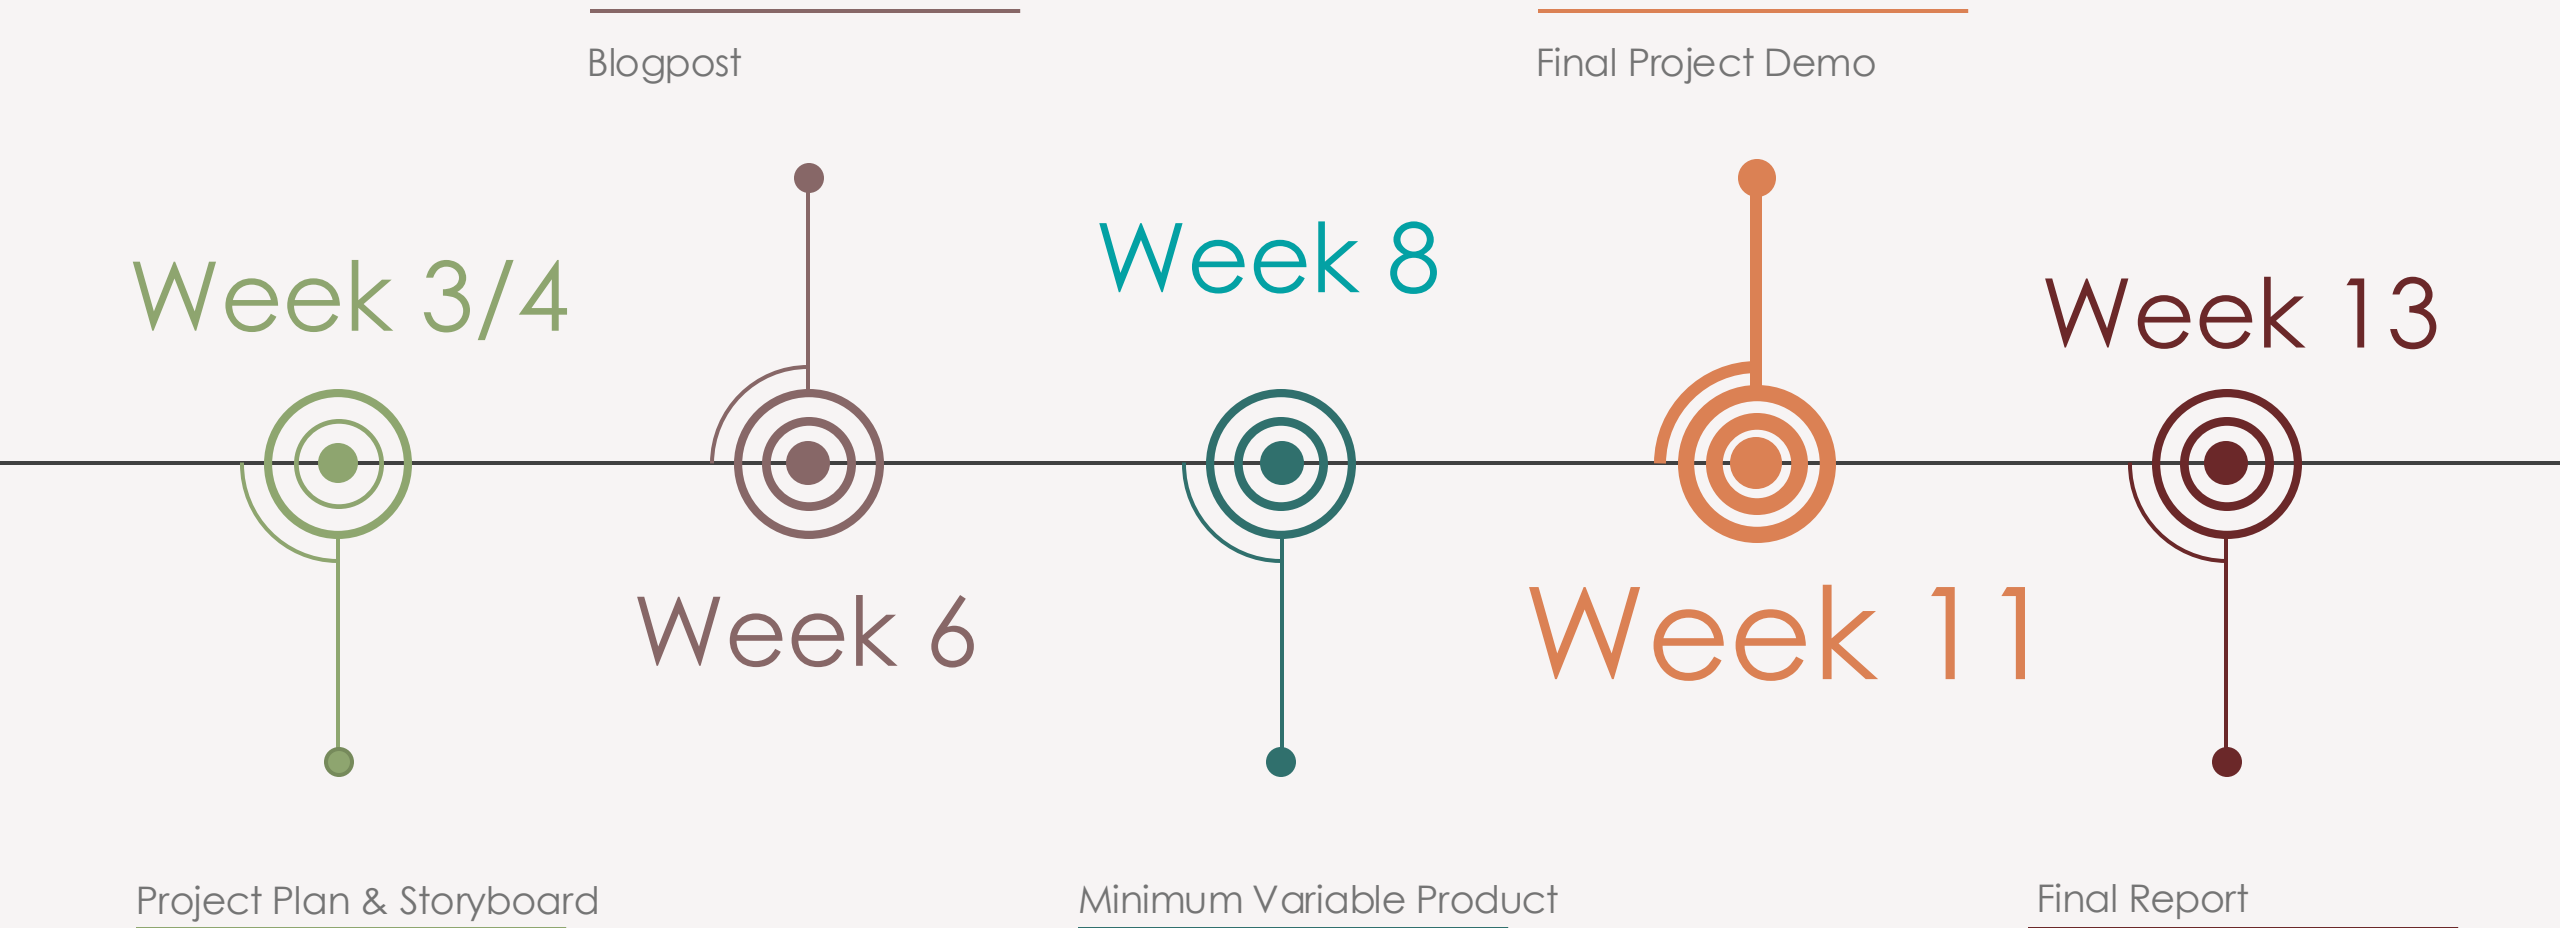 Blogpost
Final Project Demo
Week 3/4
Week 8
Week 13
Week 6
Week 11
Project Plan & Storyboard
Minimum Variable Product
Final Report